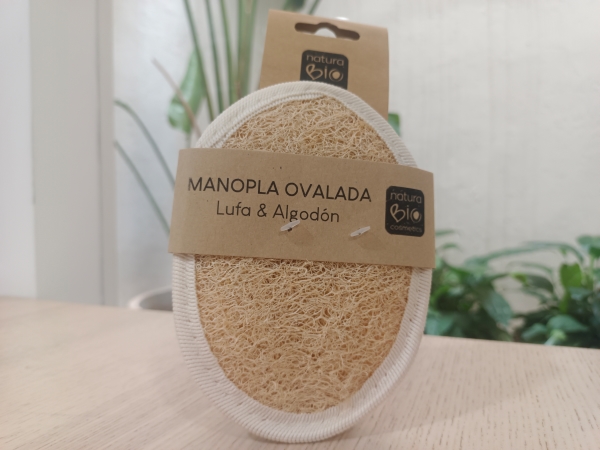 natura
BIO
MANOPLA OVALADA
Lufa & Algodón
natura
BIO
cosmetics